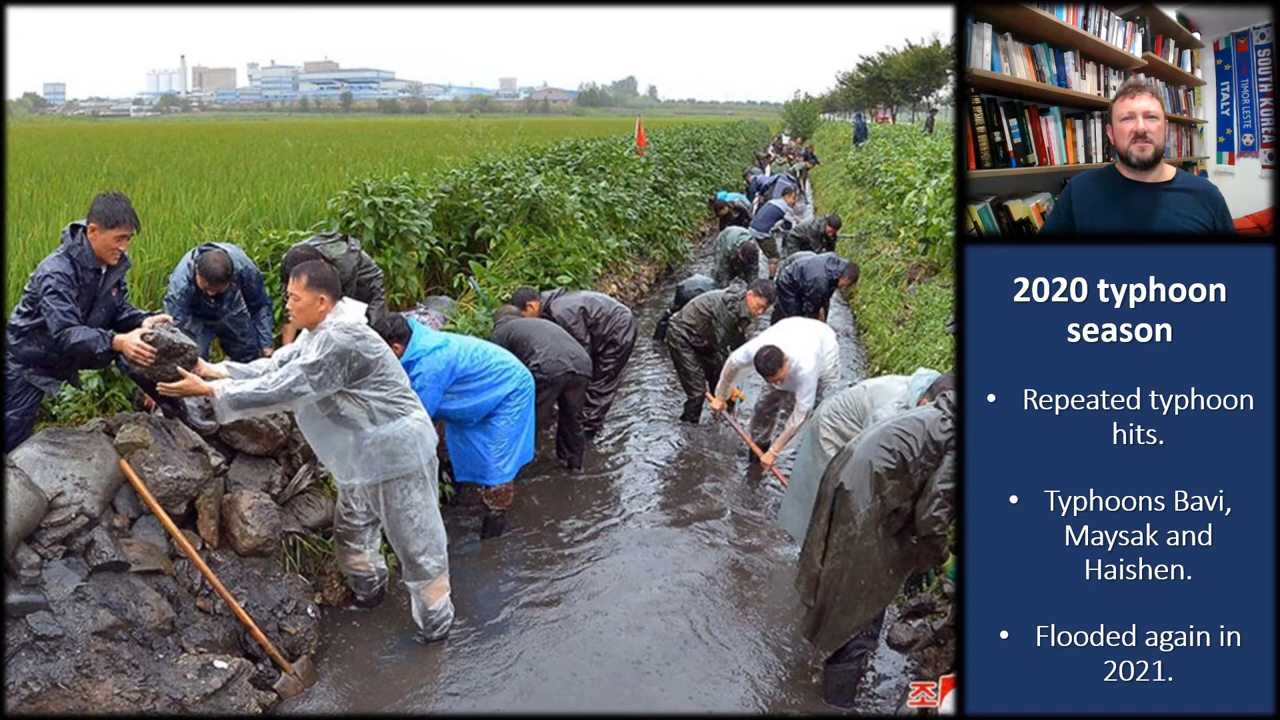 2020 typhoon
season
• Repeated typhoon
hits.
• Typhoons Bavi,
Maysak and
Haishen.
• Flooded again in
2021.
ITALY
TIMOR LESTE
SOUTH KOREA
조